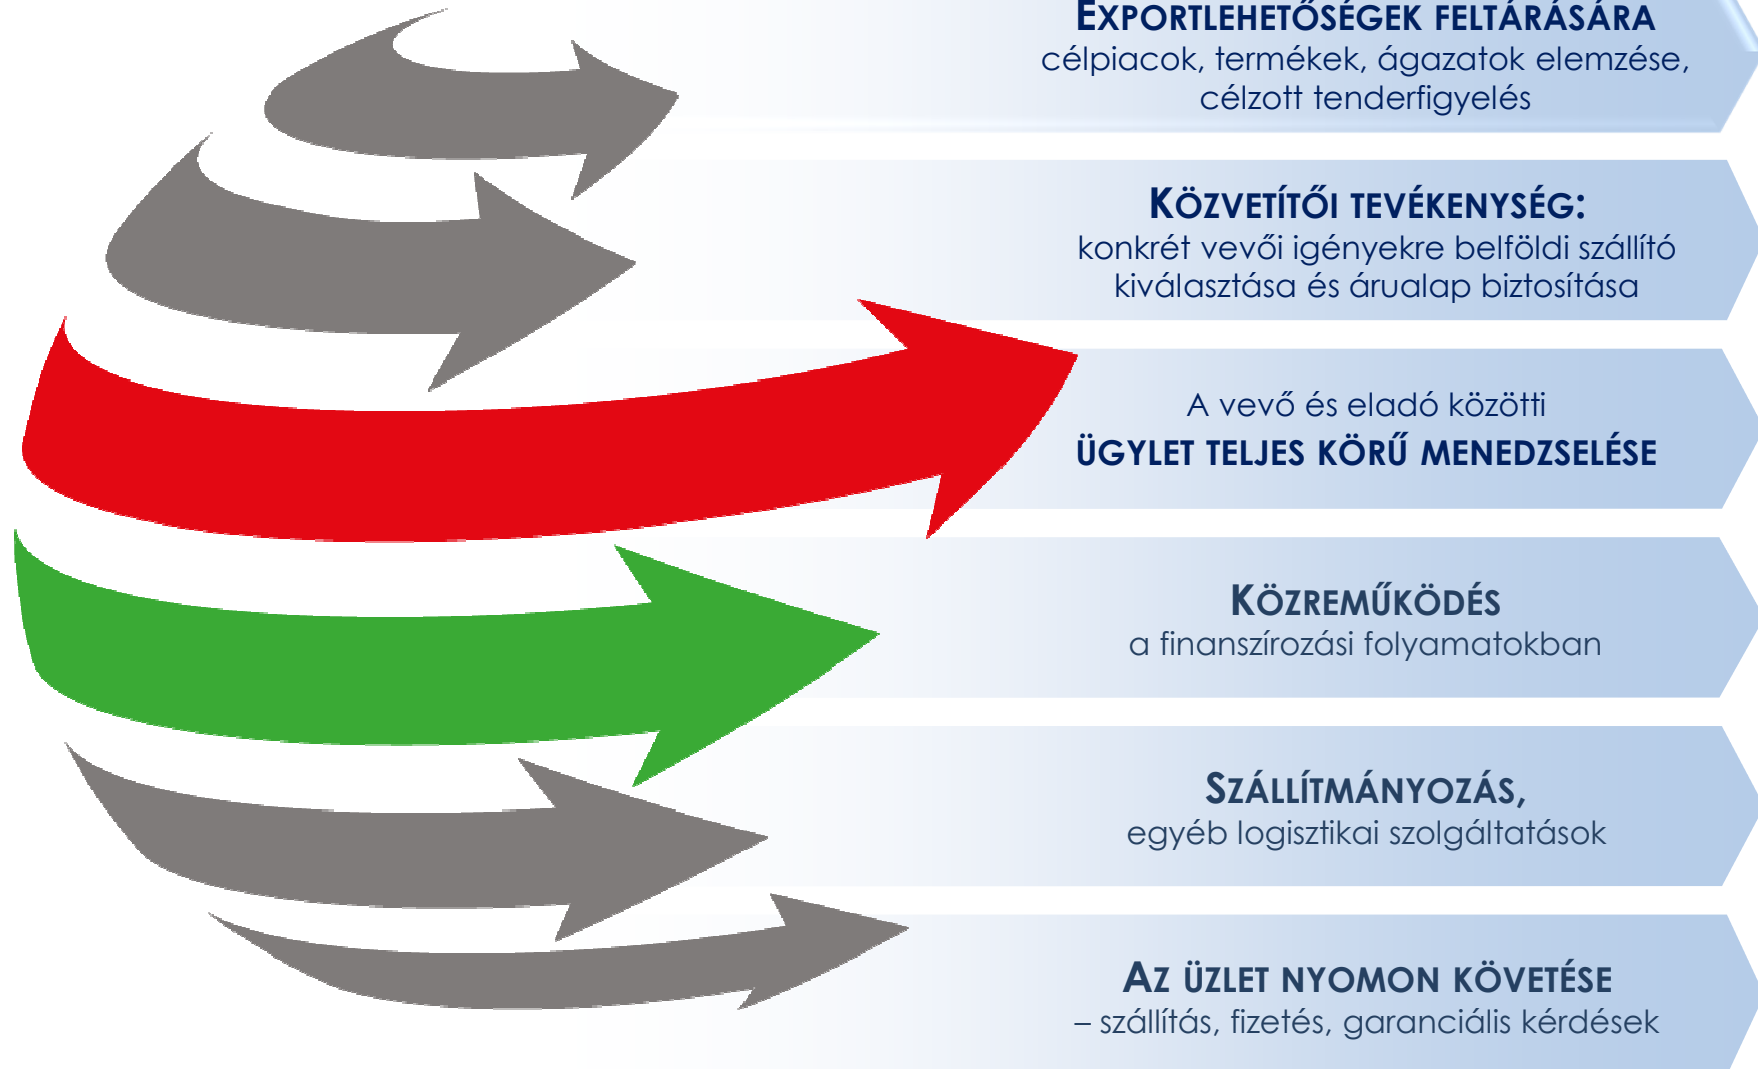 EXPORTLEHETŐSÉGEK FELTÁRÁSÁRA
célpiacok, termékek, ágazatok elemzése,
célzott tenderfigyelés
KÖZVETÍTŐI TEVÉKENYSÉG:
konkrét vevői igényekre belföldi szállító
kiválasztása és árualap biztosítása
A vevő és eladó közötti
ÜGYLET TELJES KÖRŰ MENEDZSELÉSE
KÖZREMŰKÖDÉS
a finanszírozási folyamatokban
SZÁLLÍTMÁNYOZÁS,
egyéb logisztikai szolgáltatások
AZ ÜZLET NYOMON KÖVETÉSE
– szállítás, fizetés, garanciális kérdések